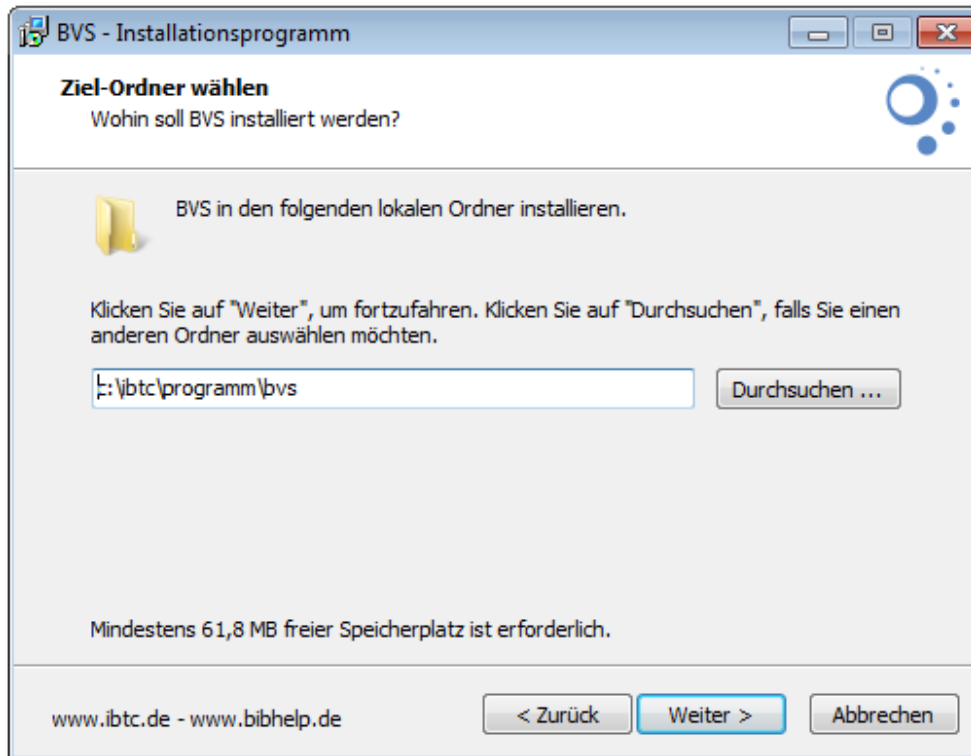 BVS - Installationsprogramm
Ziel-Ordner wählen
Wohin soll BVS installiert werden?
BVS in den folgenden lokalen Ordner installieren.
Klicken Sie auf "Weiter", um fortzufahren. Klicken Sie auf "Durchsuchen", falls Sie einen
anderen Ordner auswählen möchten.
c:\ibtc\programm\bvs
Durchsuchen ...
Mindestens 61,8 MB freier Speicherplatz ist erforderlich.
www.ibtc.de - www.bibhelp.de
< Zurück
Weiter >
Abbrechen